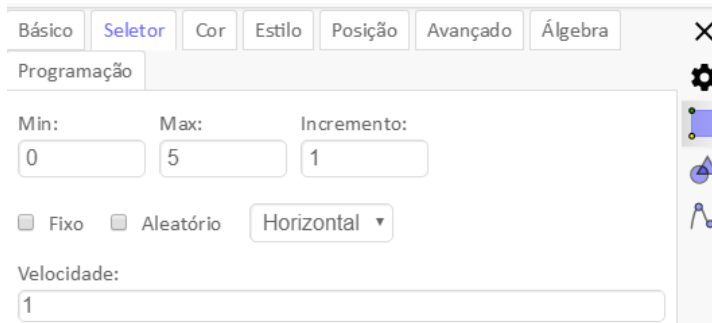 Básico Seletor Cor Estilo Posição Avançado Álgebra
Programação
Min: Max: Incremento:
0 5 1
Fixo Aleatório Horizontal
Velocidade:
1